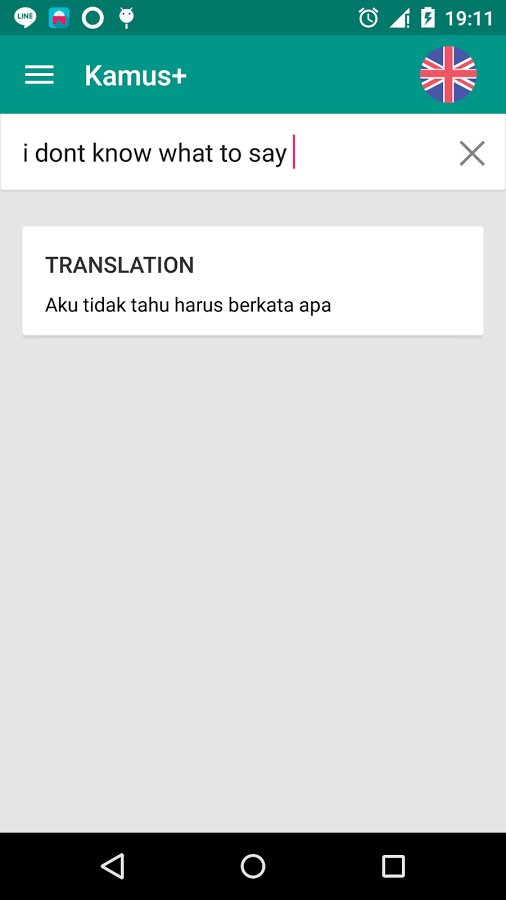 LINE
19:11
Kamus+
i dont know what to say
TRANSLATION
Aku tidak tahu harus berkata apa